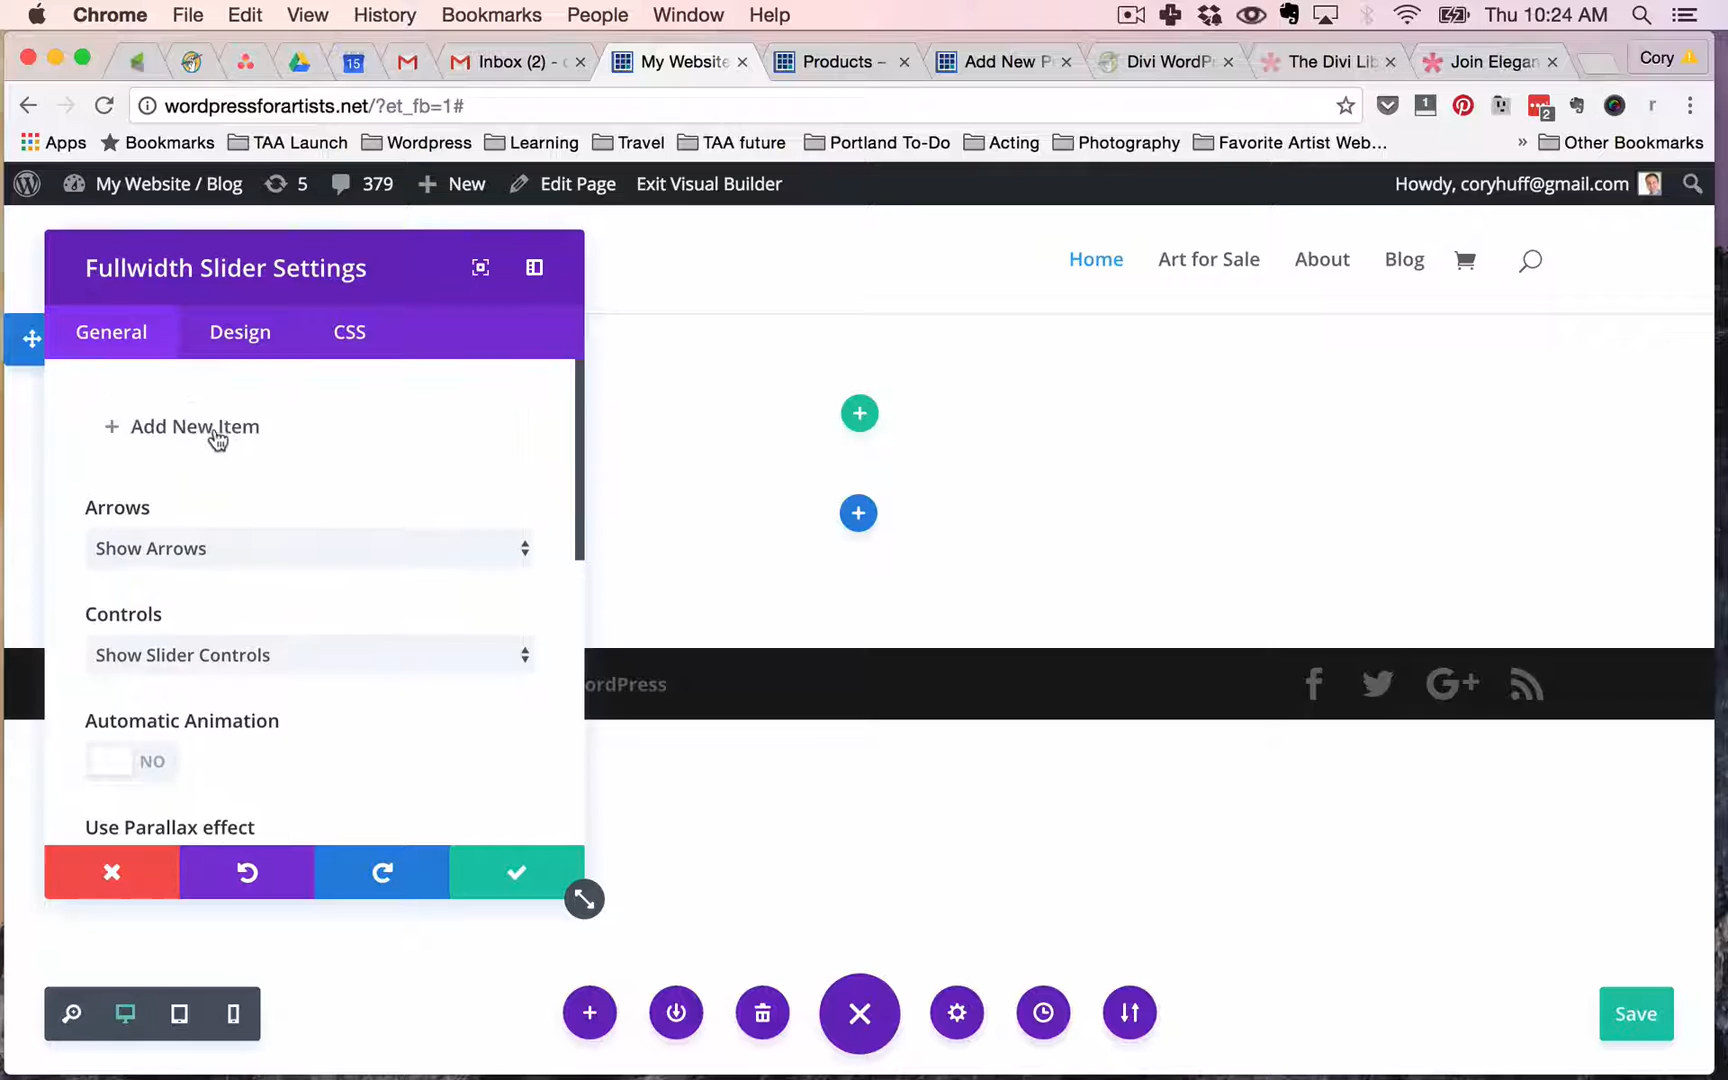 Chrome File Edit View History Bookmarks People Window Help Thu 10:24 AM
15 Inbox (2) - My Website Products – Add New P Divi WordPr The Divi Lib Join Elegan Cory
wordpressforartists.net/?et_fb=1# 1 2 r
Apps Bookmarks TAA Launch Wordpress Learning Travel TAA future Portland To-Do Acting Photography Favorite Artist Web... » Other Bookmarks
My Website / Blog 5 379 + New Edit Page Exit Visual Builder Howdy, coryhuff@gmail.com
Home Art for Sale About Blog
Fullwidth Slider Settings
General Design CSS
+ Add New Item
Arrows
Show Arrows
Controls
Show Slider Controls
ordPress
Automatic Animation
NO
Use Parallax effect
Save